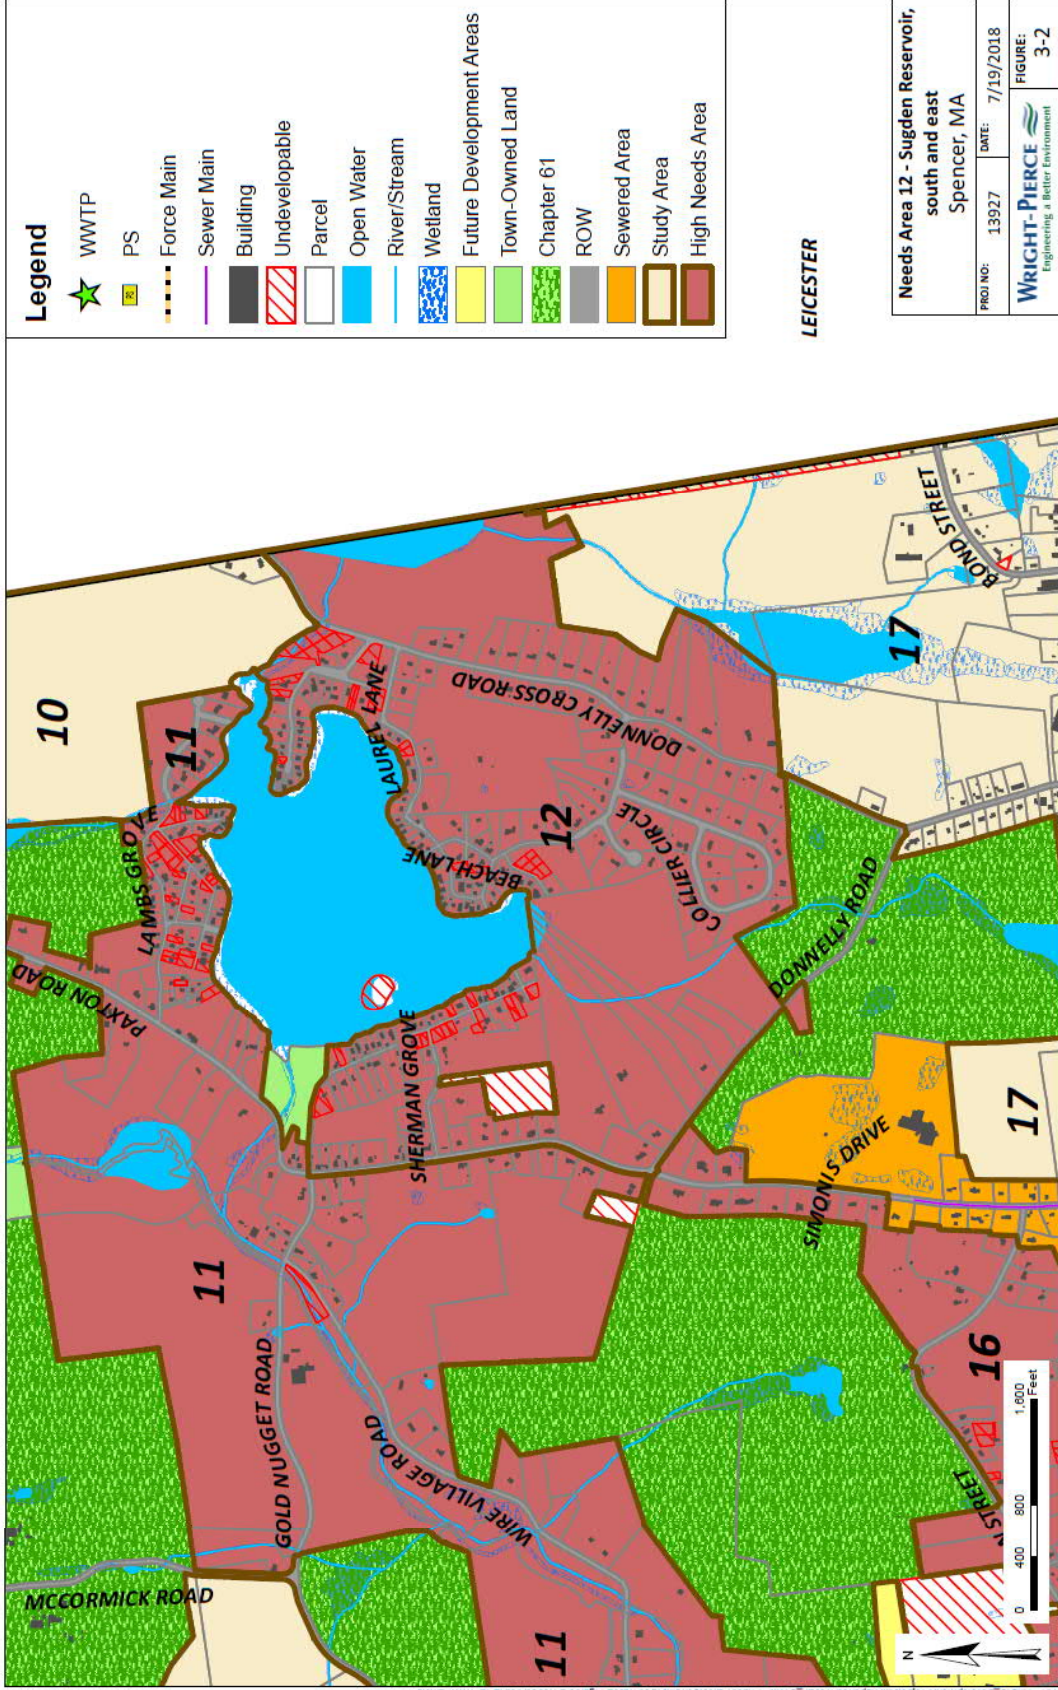 Legend
WWTP
PS
PS
Force Main
Sewer Main
Building
Undevelopable
Parcel
Open Water
River/Stream
Wetland
Future Development Areas
Town-Owned Land
Chapter 61
ROW
Sewered Area
Study Area
High Needs Area
LEICESTER
10
11
11
11
12
16
17
17
PAXTON ROAD
LAMBS GROVE
LAUREL LANE
BEACH LANE
DONNELLY CROSS ROAD
COLLIER CIRCLE
DONNELLY ROAD
SHERMAN GROVE
SIMONIS DRIVE
BOND STREET
GOLD NUGGET ROAD
WIRE VILLAGE ROAD
MCCORMICK ROAD
STREET
N
0 400 800 1,600
Feet
Needs Area 12 - Sugden Reservoir,
south and east
Spencer, MA
PROJ NO: 13927 DATE: 7/19/2018
WRIGHT-PIERCE
Engineering a Better Environment
FIGURE:
3-2